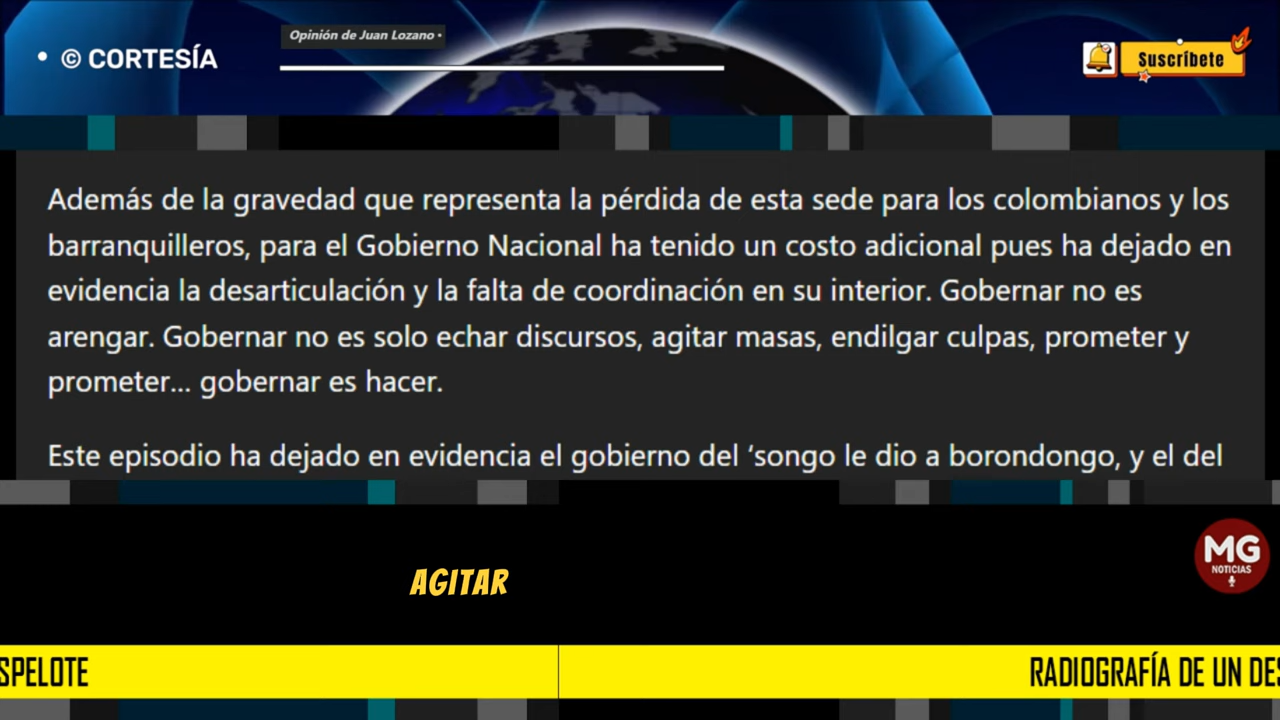 Opinión de Juan Lozano •
• © CORTESÍA
Suscríbete
Además de la gravedad que representa la pérdida de esta sede para los colombianos y los
barranquilleros, para el Gobierno Nacional ha tenido un costo adicional pues ha dejado en
evidencia la desarticulación y la falta de coordinación en su interior. Gobernar no es
arengar. Gobernar no es solo echar discursos, agitar masas, endilgar culpas, prometer y
prometer... gobernar es hacer.
Este episodio ha dejado en evidencia el gobierno del ‘songo le dio a borondongo, y el del
MG
NOTICIAS
AGITAR
SPELOTE
RADIOGRAFÍA DE UN DES